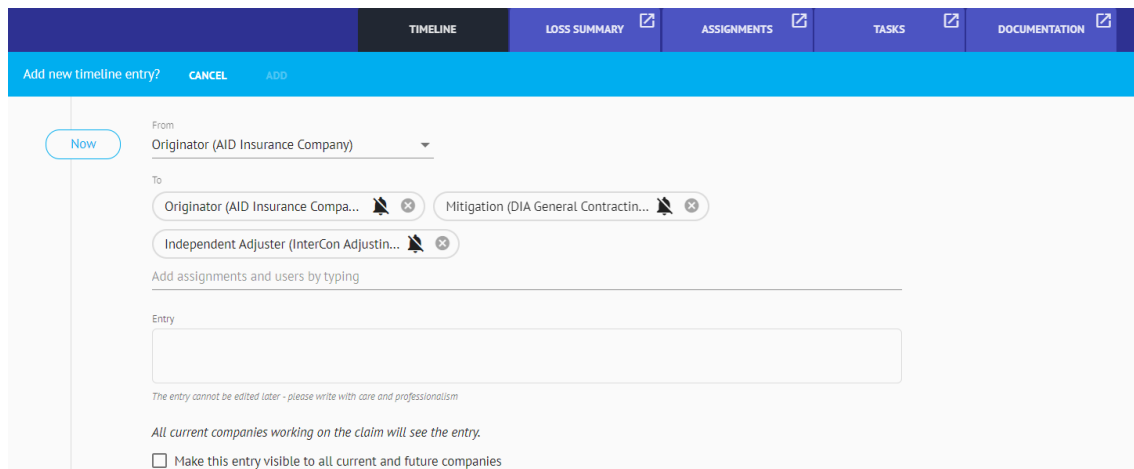 TIMELINE LOSS SUMMARY ASSIGNMENTS TASKS DOCUMENTATION
Add new timeline entry? CANCEL ADD
Now
From
Originator (AID Insurance Company)
To
Originator (AID Insurance Compa... Mitigation (DIA General Contractin...
Independent Adjuster (InterCon Adjustin...
Add assignments and users by typing
Entry
The entry cannot be edited later - please write with care and professionalism
All current companies working on the claim will see the entry.
Make this entry visible to all current and future companies